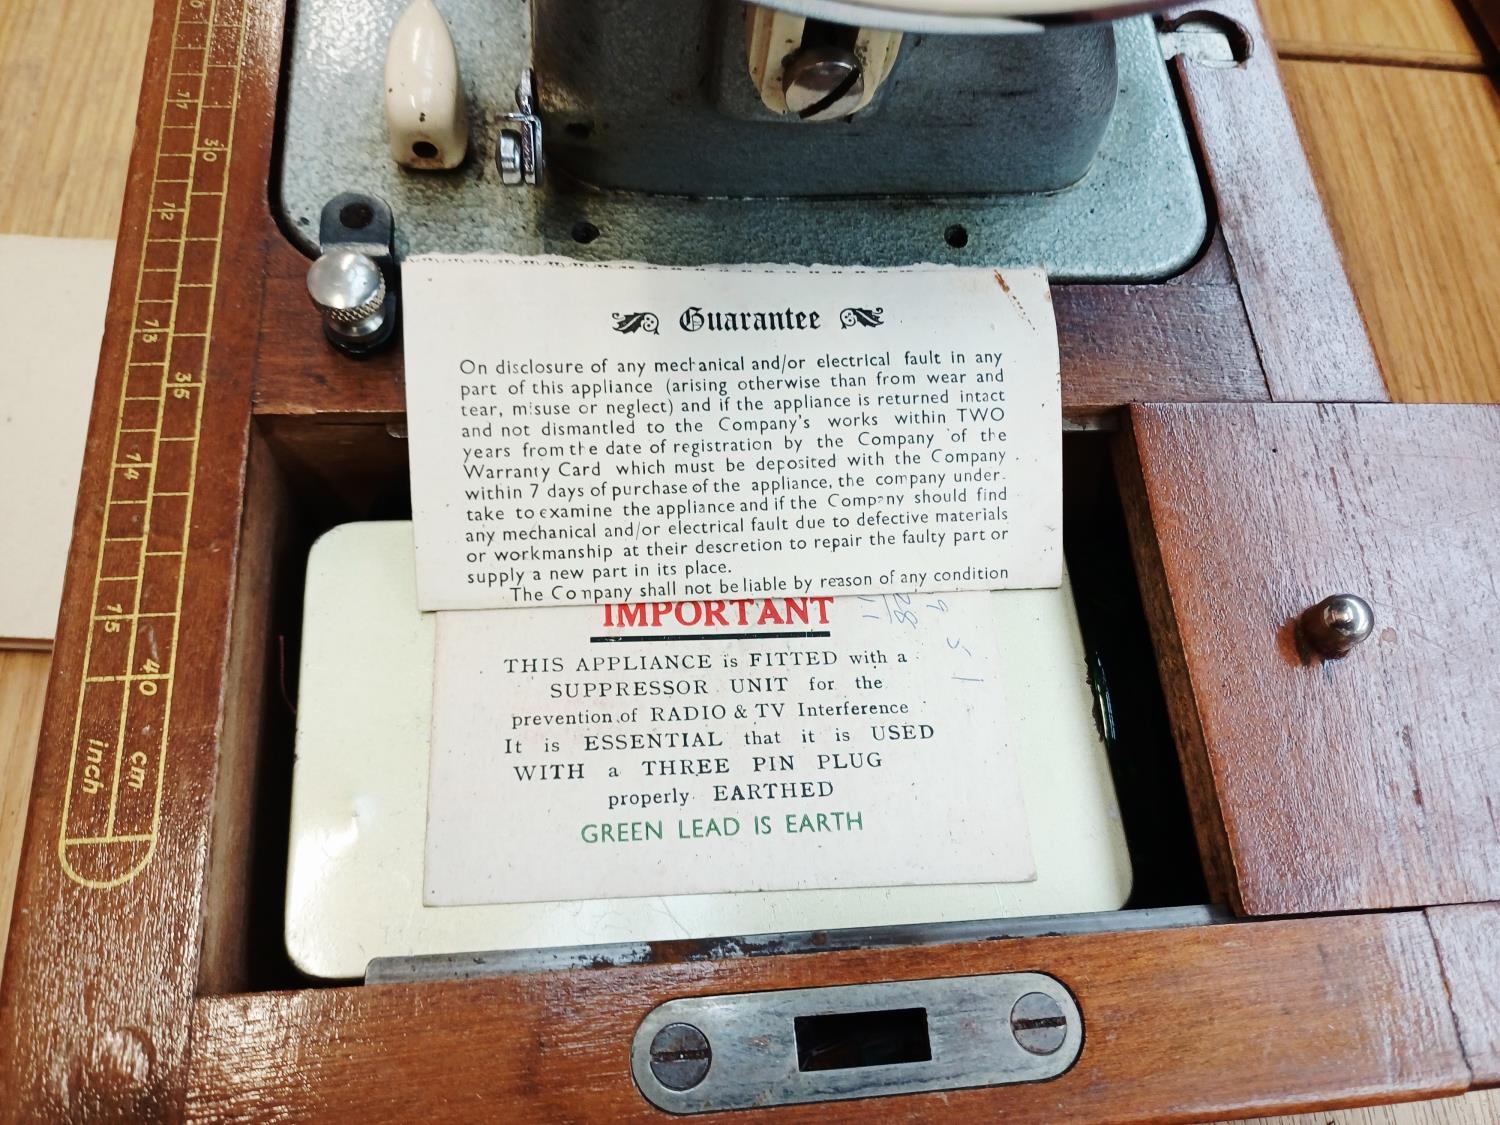 Guarantee
On disclosure of any mechanical and/or electrical fault in any
part of this appliance (arising otherwise than from wear and
tear, misuse or neglect) and if the appliance is returned intact
and not dismantled to the Company's works within TWO
years from the date of registration by the Company of the
Warranty Card which must be deposited with the Company
within 7 days of purchase of the appliance, the company under-
take to examine the appliance and if the Company should find
any mechanical and/or electrical fault due to defective materials
or workmanship at their descretion to repair the faulty part or
supply a new part in its place.
The Company shall not be liable by reason of any condition
IMPORTANT
THIS APPLIANCE is FITTED with a
SUPPRESSOR UNIT for the
prevention of RADIO & TV Interference
It is ESSENTIAL that it is USED
WITH a THREE PIN PLUG
properly EARTHED
GREEN LEAD IS EARTH
11
30
12
13
35
14
15
40
inch
cm